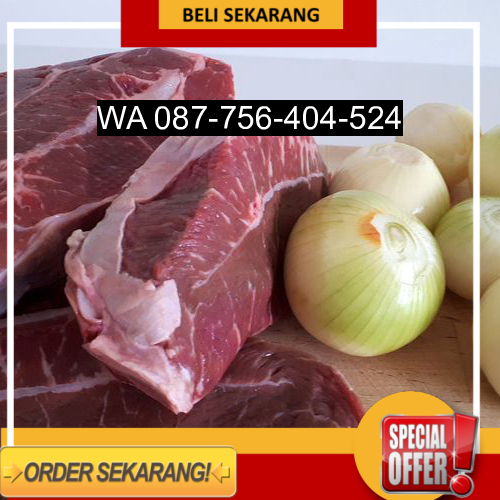 BELI SEKARANG
WA 087-756-404-524
SPECIAL
OFFER
ORDER SEKARANG!